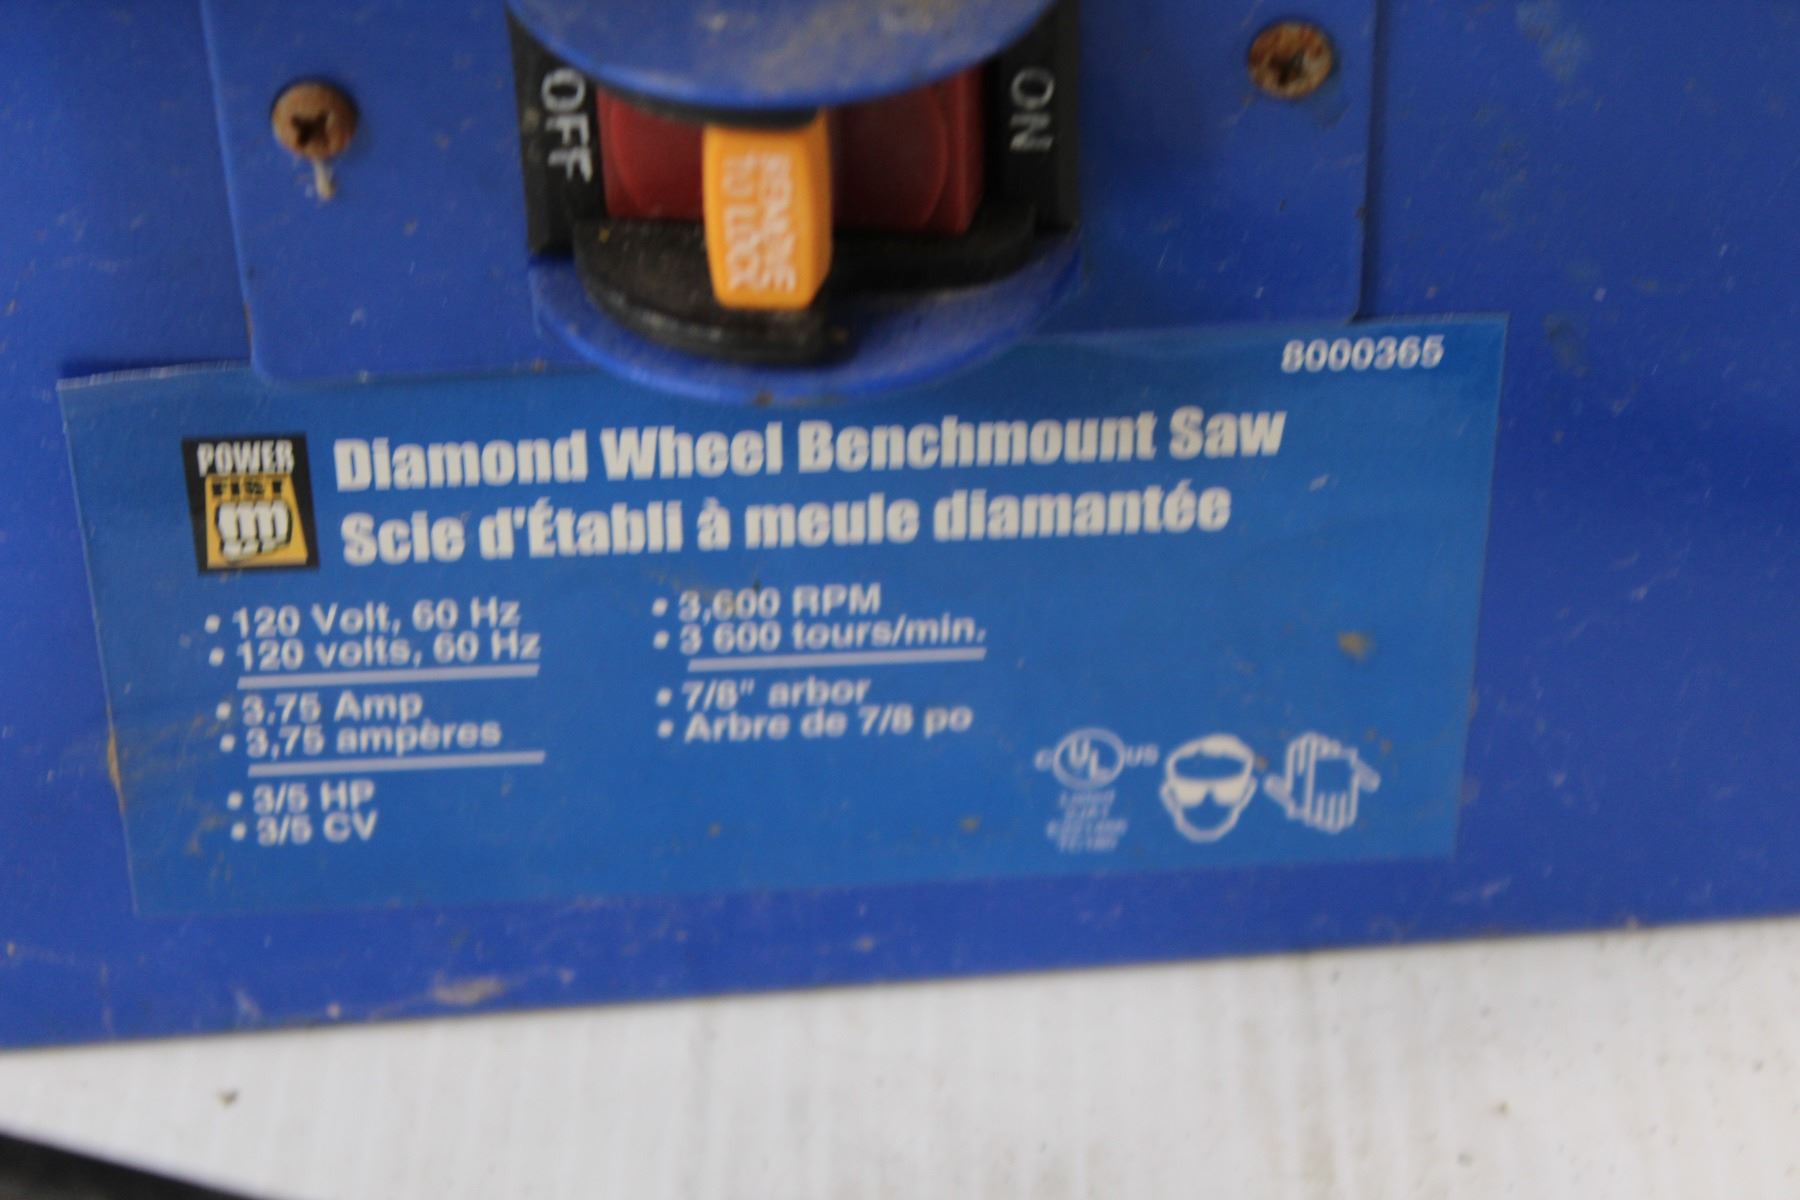 OFF
ON
REMOVE
TO LOCK
8000365
POWER
FIST
Diamond Wheel Benchmount Saw
Scie d'Établi à meule diamantée
• 120 Volt, 60 Hz
• 120 volts, 60 Hz
• 3.75 Amp
• 3,75 ampères
• 3/5 HP
• 3/5 CV
• 3,600 RPM
• 3 600 tours/min.
• 7/8" arbor
• Arbre de 7/8 po
C UL US